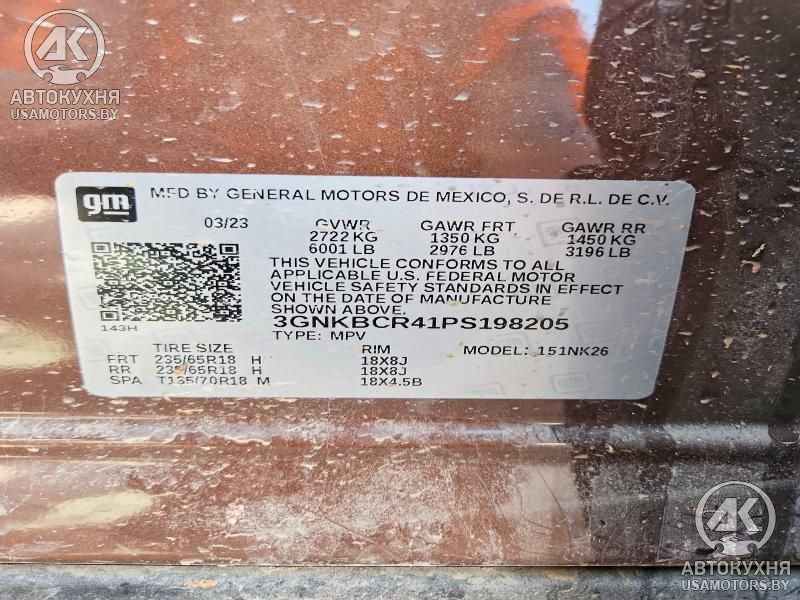 AK
АВТОКУХНЯ
USAMOTORS.BY
gm
MFD BY GENERAL MOTORS DE MEXICO, S. DE R.L. DE C.V.
03/23 GVWR GAWR FRT GAWR RR
2722 KG 1350 KG 1450 KG
6001 LB 2976 LB 3196 LB
THIS VEHICLE CONFORMS TO ALL
APPLICABLE U.S. FEDERAL MOTOR
VEHICLE SAFETY STANDARDS IN
EFFECT ON DATE OF MANUFACTURE
SHOWN ABOVE.
143H
3GNKBCR41PS198205
TYPE: MPV
TIRE SIZE RIM MODEL: 151NK26
FRT 235/65R18 H 18X8J
RR 235/65R18 H 18X8J
SPA T135/70R18 M 18X4.5B
AK
АВТОКУХНЯ
USAMOTORS.BY